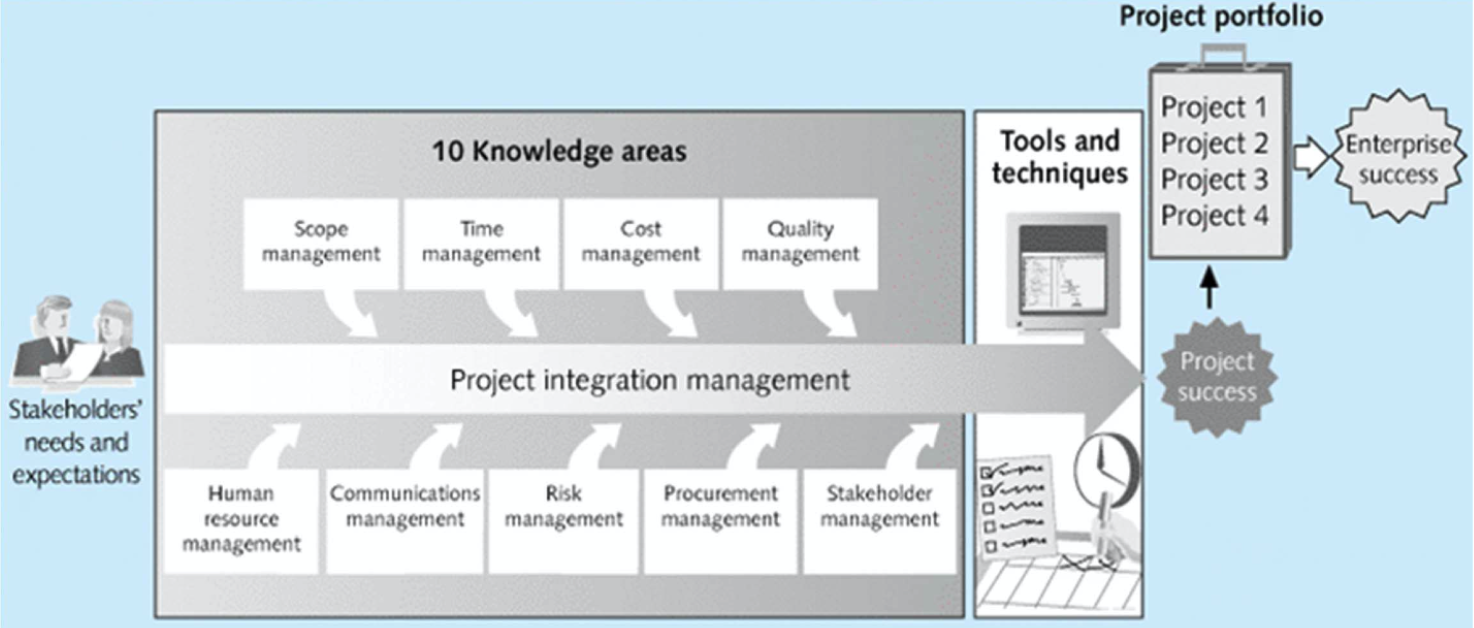 Project portfolio
Project 1
Project 2
Project 3
Project 4
Enterprise
success
10 Knowledge areas
Tools and
techniques
Scope
management
Time
management
Cost
management
Quality
management
Project integration management
Project
success
Stakeholders’
needs and
expectations
Human
resource
management
Communications
management
Risk
management
Procurement
management
Stakeholder
management